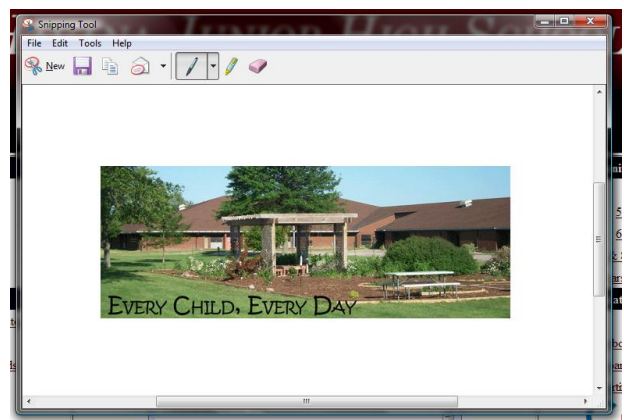 Snipping Tool
File Edit Tools Help
New
EVERY CHILD, EVERY DAY